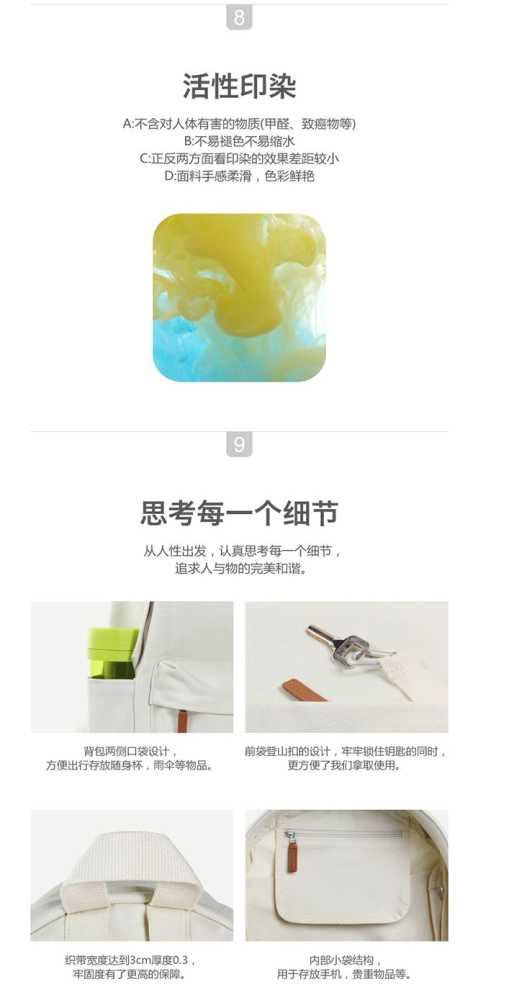 8
活性印染
A:不含对人体有害的物质(甲醛、致癌物等)
B:不易褪色不易缩水
C:正反两方面看印染的效果差距较小
D:面料手感柔滑，色彩鲜艳
9
思考每一个细节
从人性出发，认真思考每一个细节，
追求人与物的完美和谐。
背包两侧口袋设计，
方便出行存放随身杯，雨伞等物品。
前袋登山扣的设计，牢牢锁住钥匙的同时，
更方便了我们拿取使用。
织带宽度达到3cm厚度0.3，
牢固度有了更高的保障。
内部小袋结构，
用于存放手机，贵重物品等。